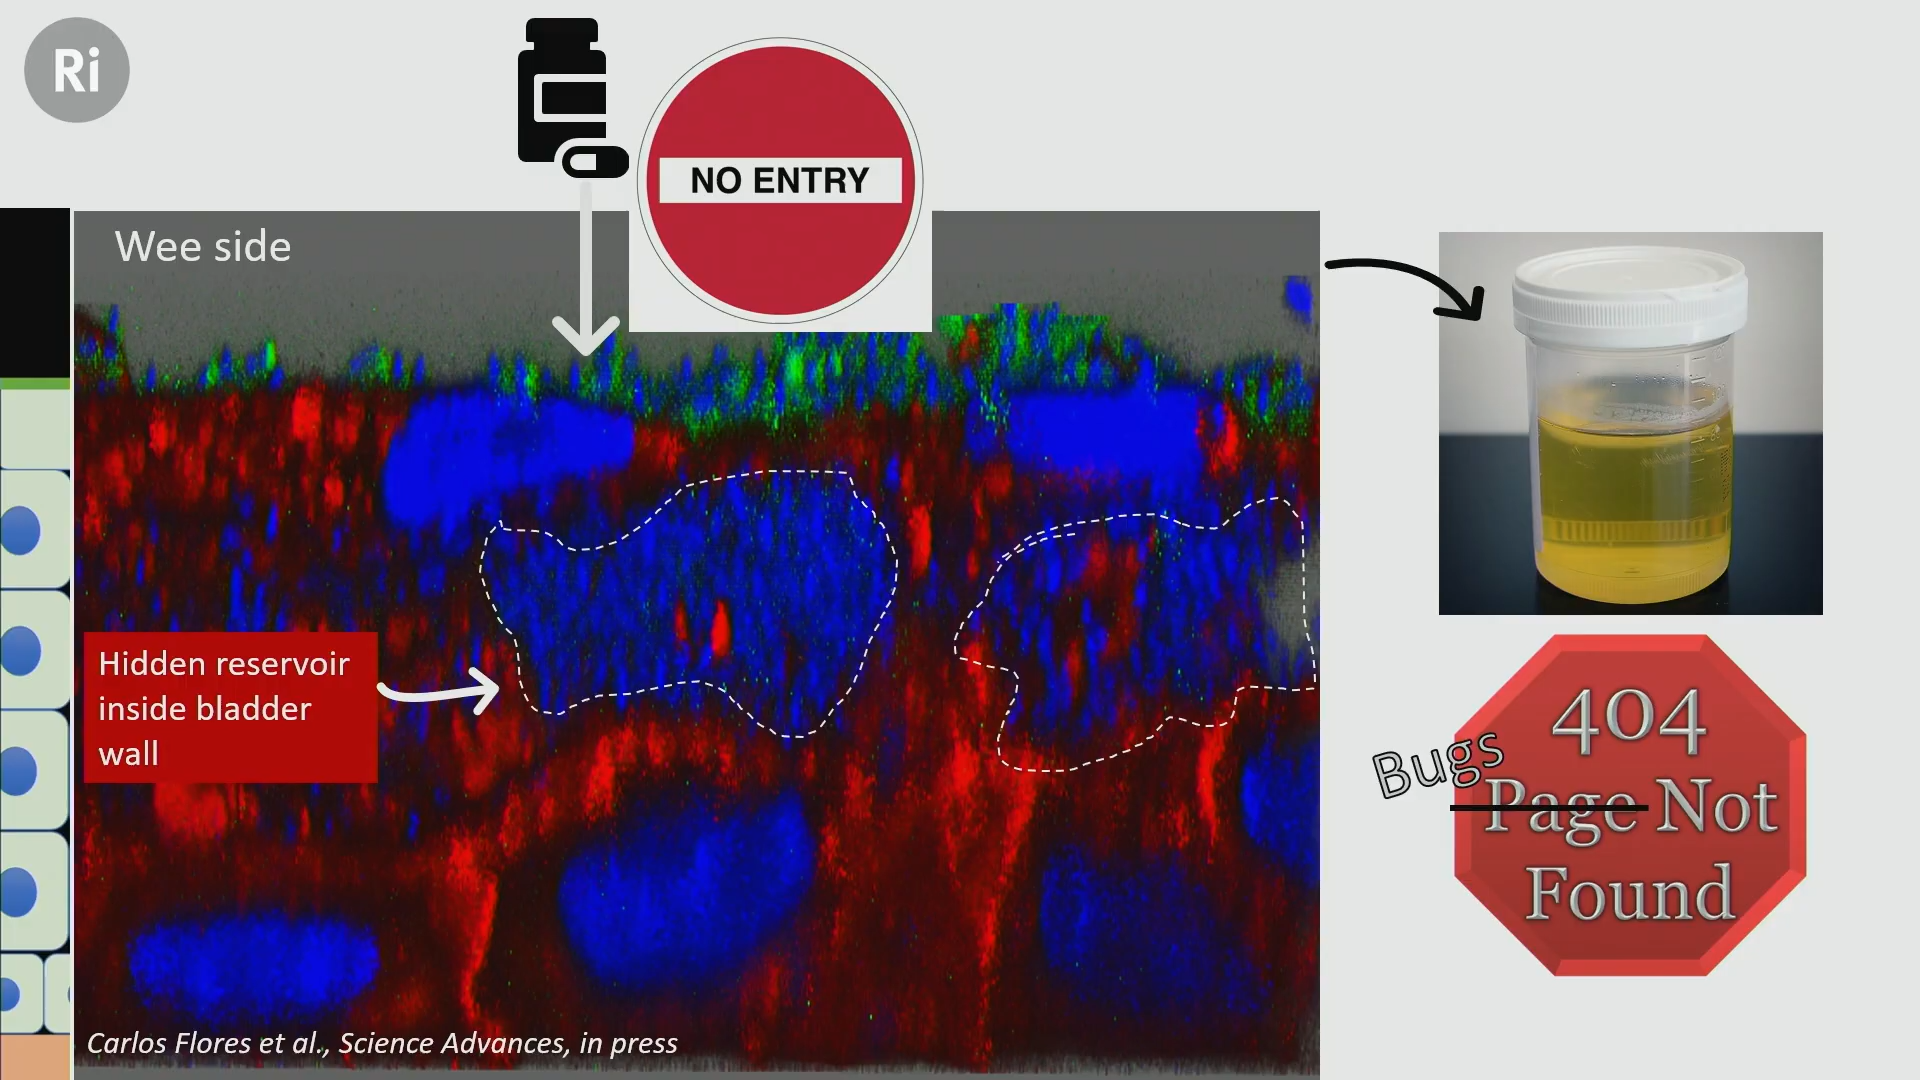 Ri
NO ENTRY
Wee side
Hidden reservoir
inside bladder
wall
404
Bugs
Page Not
Found
Carlos Flores et al., Science Advances, in press